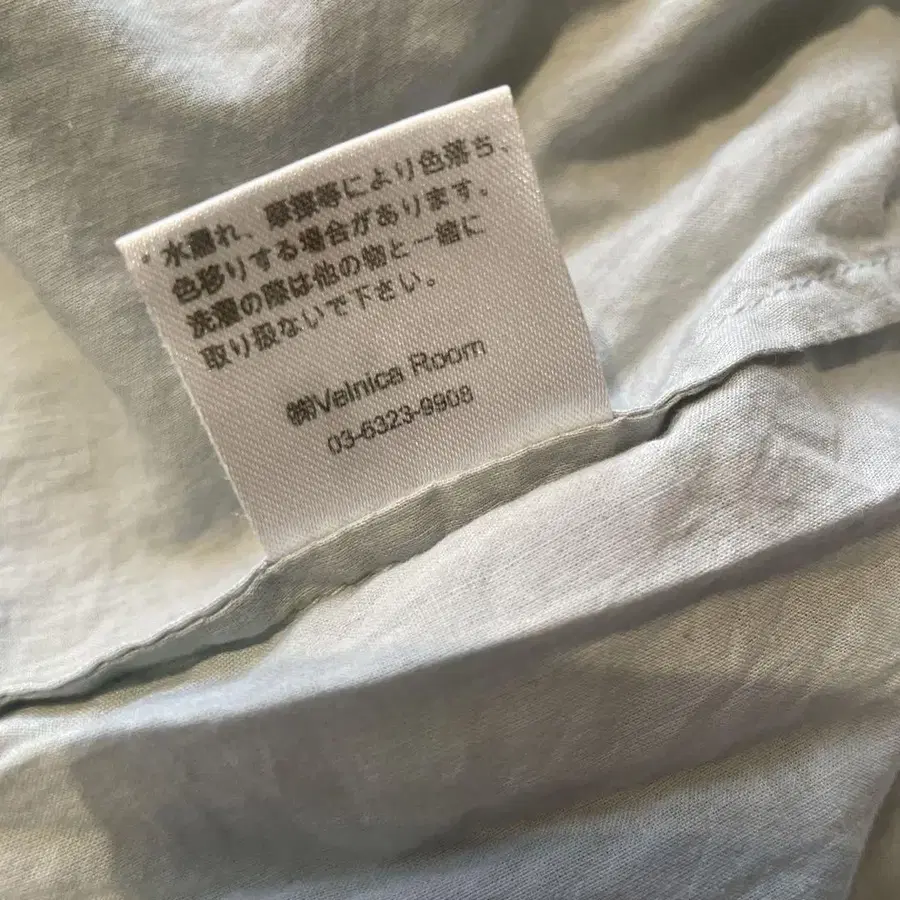 ・水濡れ、摩擦等により色落ち、
色移りする場合があります。
洗濯の際は他の物と一緒に
取り扱ないで下さい。
㈱Velnica Room
03-6323-9908